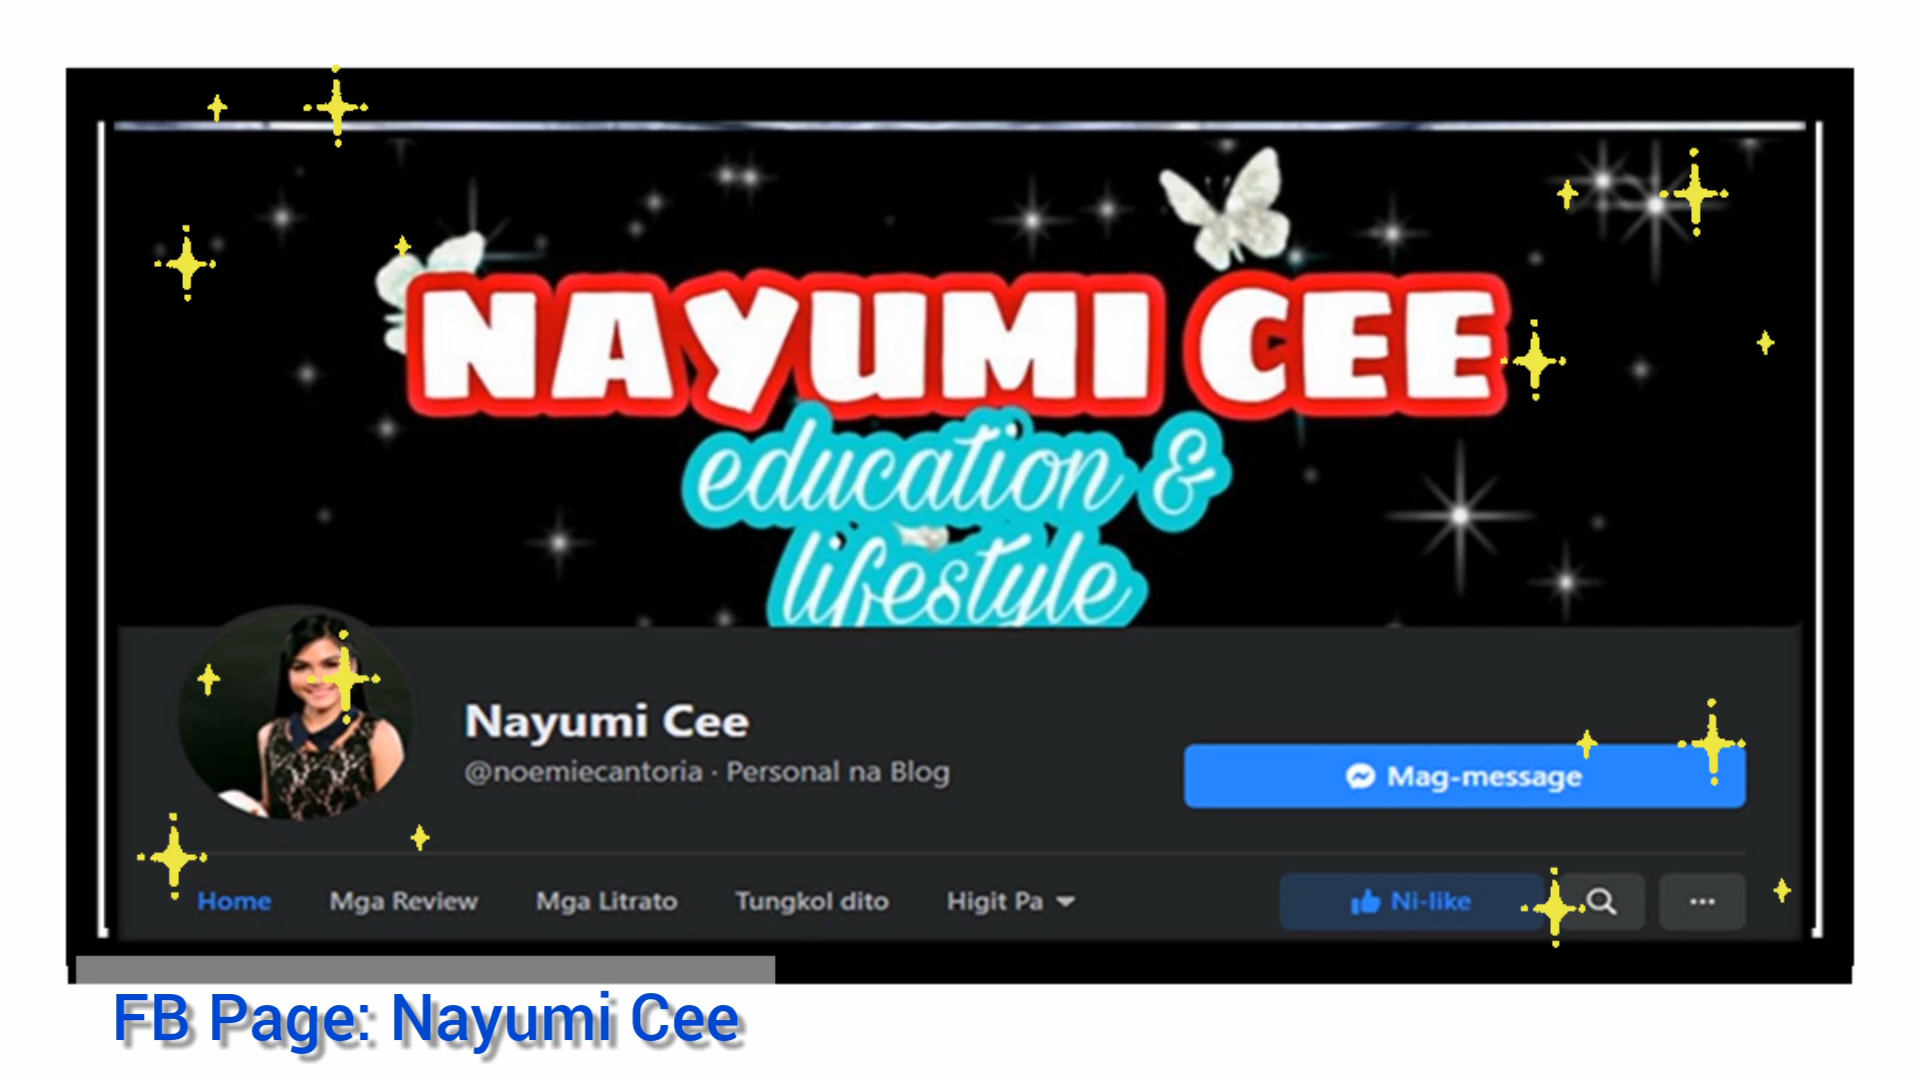 NAYUMI CEE
education &
lifestyle
Nayumi Cee
@noemiecantoria · Personal na Blog
Mag-message
Home Mga Review Mga Litrato Tungkol dito Higit Pa Ni-like
FB Page: Nayumi Cee